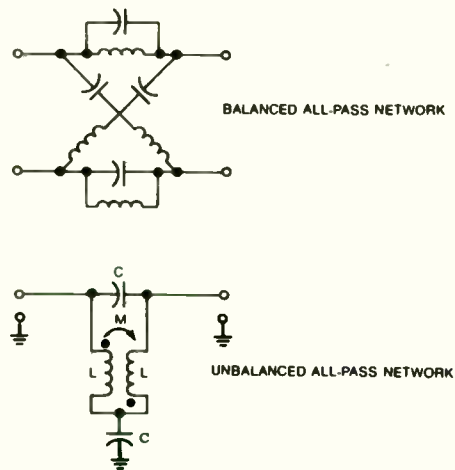 BALANCED ALL-PASS NETWORK
C
M
L L
UNBALANCED ALL-PASS NETWORK
C